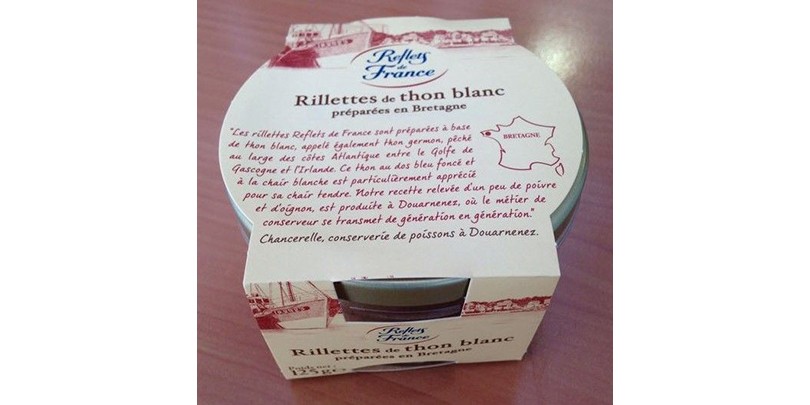 Reflets
de
France
Rillettes de thon blanc
préparées en Bretagne
"Les rillettes Reflets de France sont préparées à base
de thon blanc, appelé également thon germon, pêché
au large des côtes Atlantique entre le Golfe de
Gascogne et l'Irlande. Ce thon au dos bleu foncé et
à la chair blanche est particulièrement apprécié
pour sa chair tendre. Notre recette relevée d'un peu de poivre
et d'oignon, est produite à Douarnenez, où le métier de
conserveur se transmet de génération en génération."
Chancerelle, conserverie de poissons à Douarnenez.
BRETAGNE
Reflets
de
France
Rillettes de thon blanc
préparées en Bretagne
Poids net :
125 g